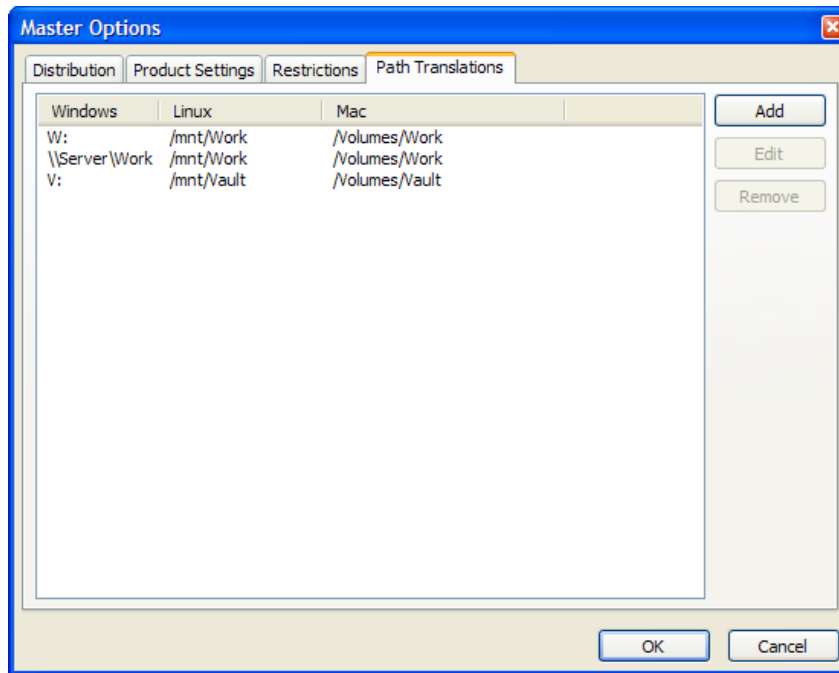 Master Options
Distribution Product Settings Restrictions Path Translations
Windows Linux Mac Add
W: /mnt/Work /Volumes/Work
\\Server\Work /mnt/Work /Volumes/Work Edit
V: /mnt/Vault /Volumes/Vault
Remove
OK Cancel